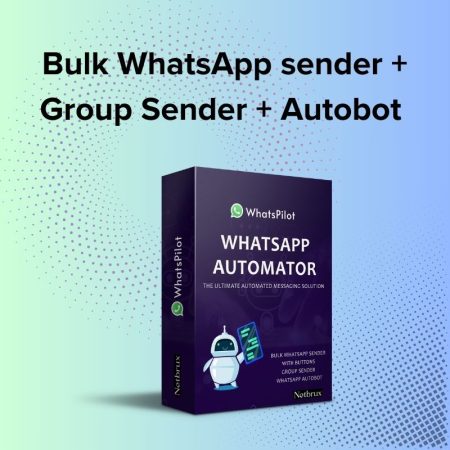 Bulk WhatsApp sender +
Group Sender + Autobot
WhatsPilot
WhatsPilot
WHATSAPP
AUTOMATOR
THE ULTIMATE AUTOMATED MESSAGING SOLUTION
BULK WHATSAPP SENDER
WITH BUTTONS
GROUP SENDER
WHATSAPP AUTOBOT
Netbrux
Netbrux